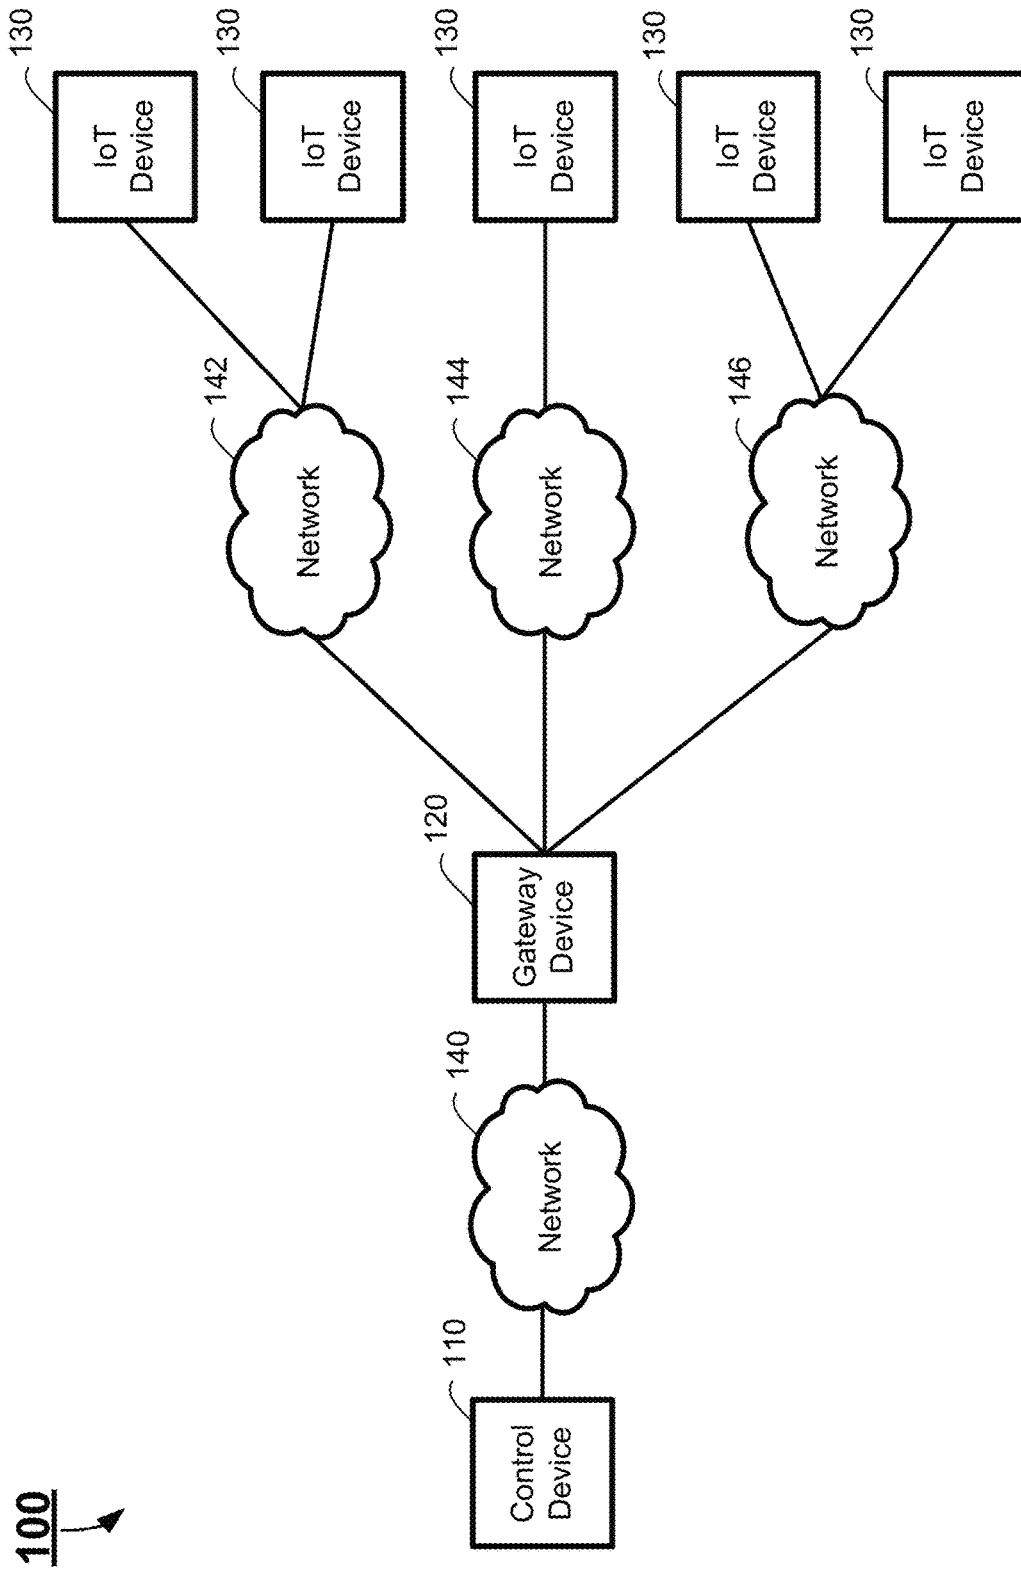 100
Control
Device
110
Network
140
Gateway
Device
120
Network
142
Network
144
Network
146
IoT
Device
130
IoT
Device
130
IoT
Device
130
IoT
Device
130
IoT
Device
130